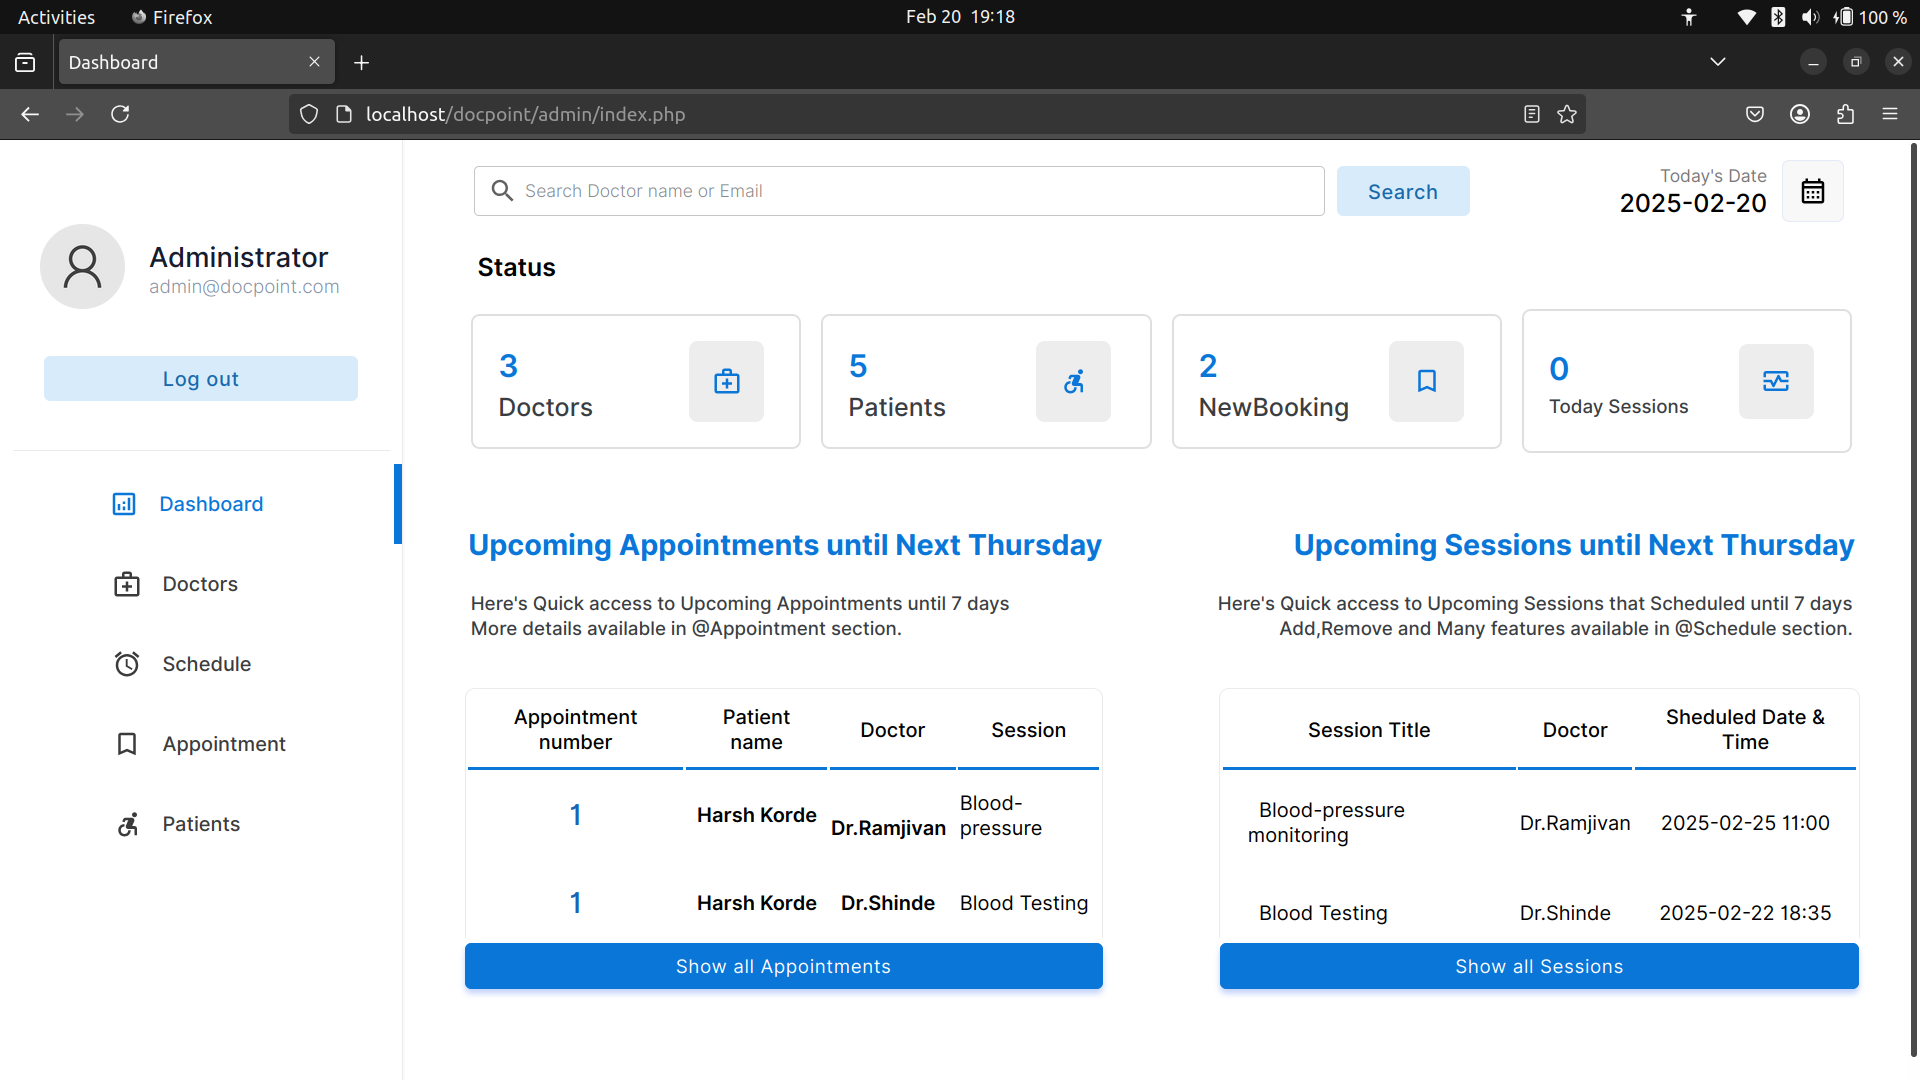 Activities Firefox Feb 20 19:18 100 %
Dashboard
localhost/docpoint/admin/index.php
Search Doctor name or Email Search
Today's Date
2025-02-20
Administrator
admin@docpoint.com
Log out
Dashboard
Doctors
Schedule
Appointment
Patients
Status
3
Doctors
5
Patients
2
NewBooking
0
Today Sessions
Upcoming Appointments until Next Thursday
Here's Quick access to Upcoming Appointments until 7 days
More details available in @Appointment section.
Appointment
number
Patient
name
Doctor
Session
1 Harsh Korde Dr.Ramjivan Blood-
pressure
1 Harsh Korde Dr.Shinde Blood Testing
Show all Appointments
Upcoming Sessions until Next Thursday
Here's Quick access to Upcoming Sessions that Scheduled until 7 days
Add,Remove and Many features available in @Schedule section.
Session Title
Doctor
Sheduled Date &
Time
Blood-pressure
monitoring
Dr.Ramjivan 2025-02-25 11:00
Blood Testing Dr.Shinde 2025-02-22 18:35
Show all Sessions